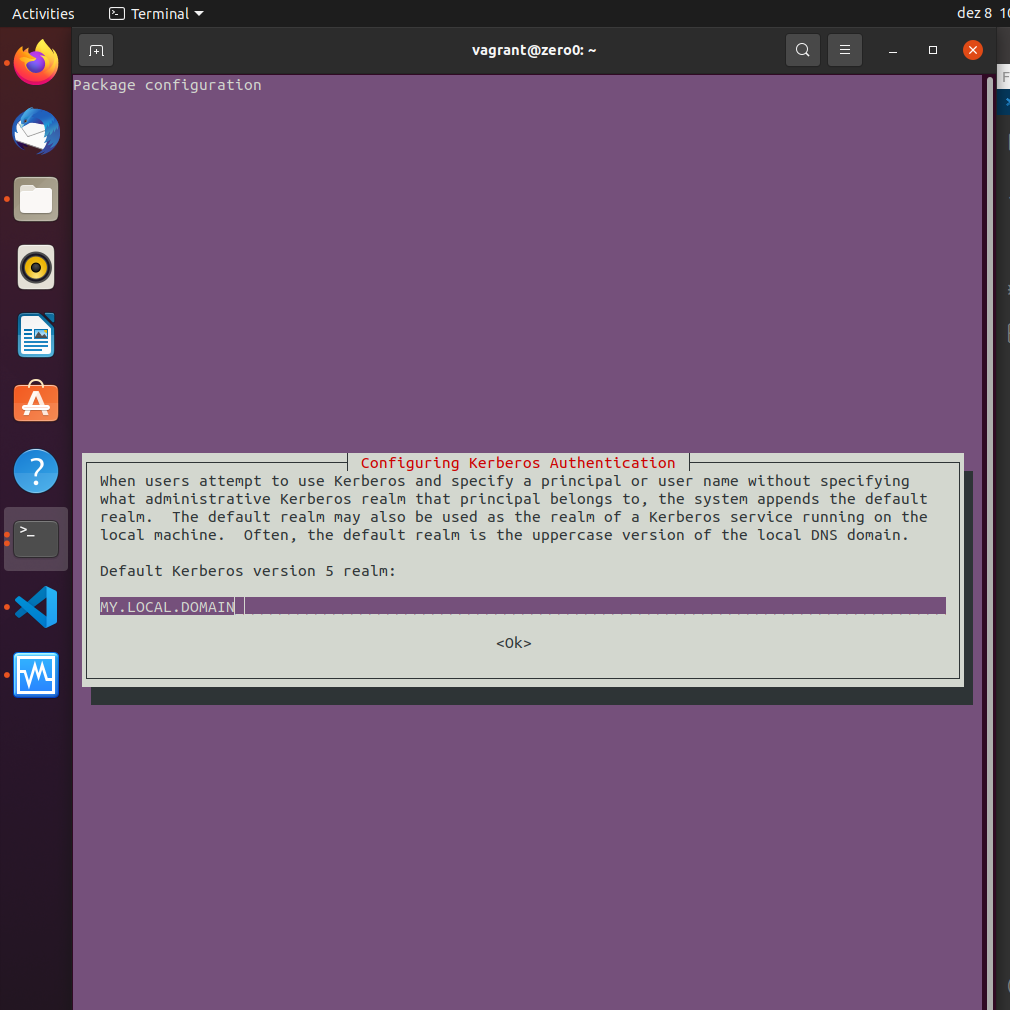 Activities Terminal dez 8
vagrant@zero0: ~
Package configuration
Configuring Kerberos Authentication
When users attempt to use Kerberos and specify a principal or user name without specifying
what administrative Kerberos realm that principal belongs to, the system appends the default
realm.  The default realm may also be used as the realm of a Kerberos service running on the
local machine.  Often, the default realm is the uppercase version of the local DNS domain.
Default Kerberos version 5 realm:
MY.LOCAL.DOMAIN
<Ok>